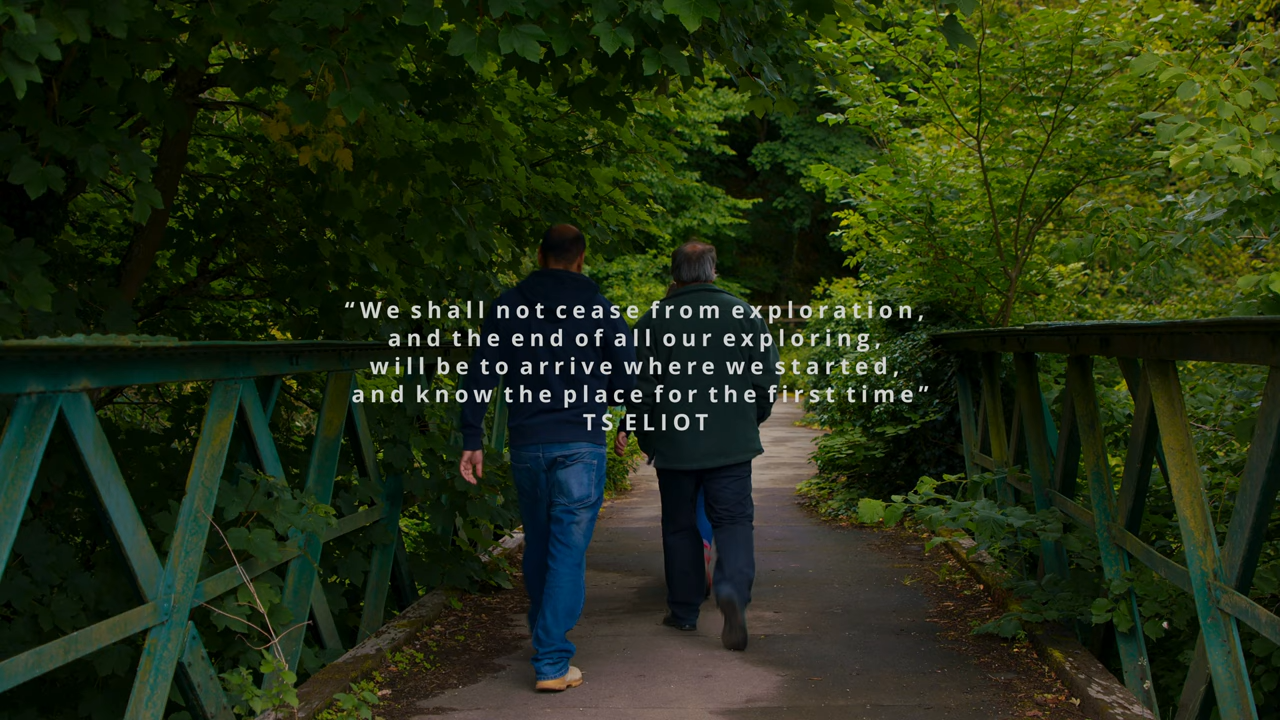 “We shall not cease from exploration,
and the end of all our exploring,
will be to arrive where we started,
and know the place for the first time”
TS ELIOT